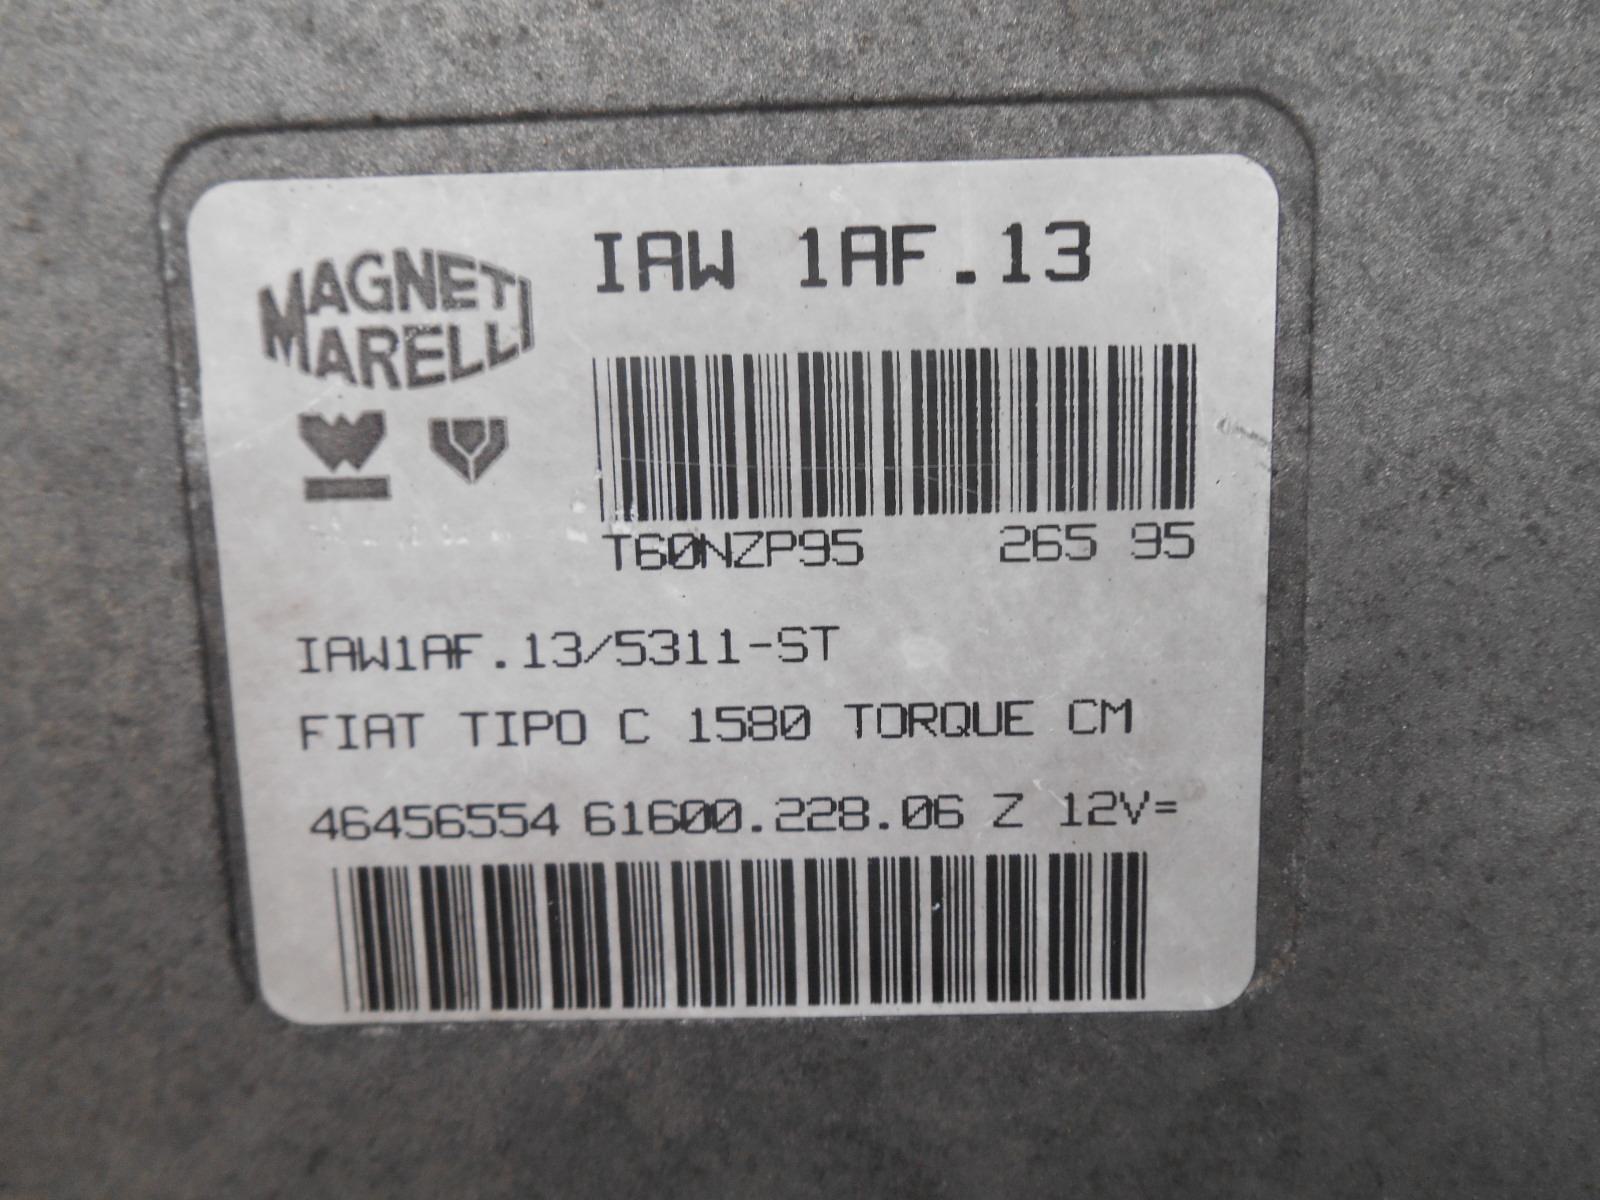 MAGNETI
MARELLI
IAW 1AF.13
T60NZP95 265 95
IAW1AF.13/5311-ST
FIAT TIPO C 1580 TORQUE CM
46456554 61600.228.06 Z 12V=